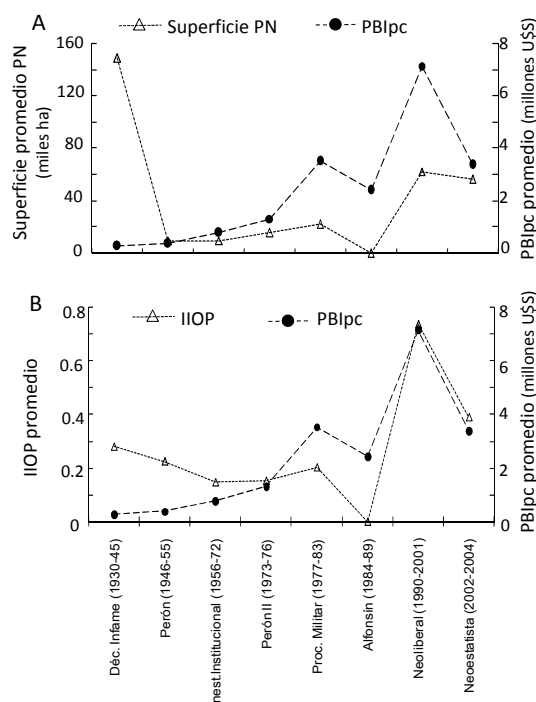 A
Superficie PN
PBIpc
Superficie promedio PN
(miles ha)
160
120
80
40
0
8
6
4
2
0
PBIpc promedio (millones U$S)
B
IIOP
PBIpc
IIOP promedio
0.8
0.6
0.4
0.2
0
8
6
4
2
0
PBIpc promedio (millones U$S)
Déc. Infame (1930-45)
Perón (1946-55)
nest.Institucional (1956-72)
Perón II (1973-76)
Proc. Militar (1977-83)
Alfonsín (1984-89)
Neoliberal (1990-2001)
Neoestatista (2002-2004)